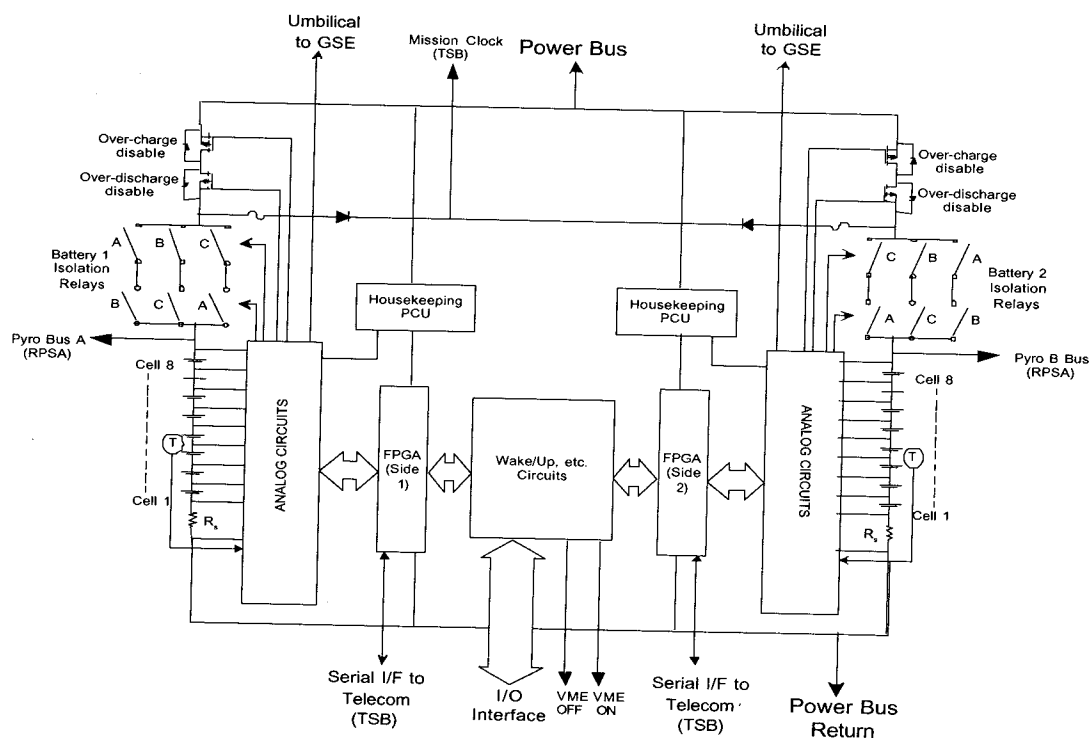 Umbilical
to GSE
Mission Clock
(TSB)
Power Bus
Umbilical
to GSE
Over-charge
disable
Over-discharge
disable
Over-charge
disable
Over-discharge
disable
A
B
C
Battery 1
Isolation
Relays
B
C
A
C
B
A
Battery 2
Isolation
Relays
A
C
B
Housekeeping
PCU
Housekeeping
PCU
Pyro Bus A
(RPSA)
Pyro B Bus
(RPSA)
Cell 8
Cell 8
T
T
Cell 1
Cell 1
Rs
Rs
ANALOG CIRCUITS
FPGA
(Side
1)
Wake/Up, etc.
Circuits
FPGA
(Side
2)
ANALOG CIRCUITS
Serial I/F to
Telecom
(TSB)
I/O
Interface
VME
OFF
VME
ON
Serial I/F to
Telecom
(TSB)
Power Bus
Return